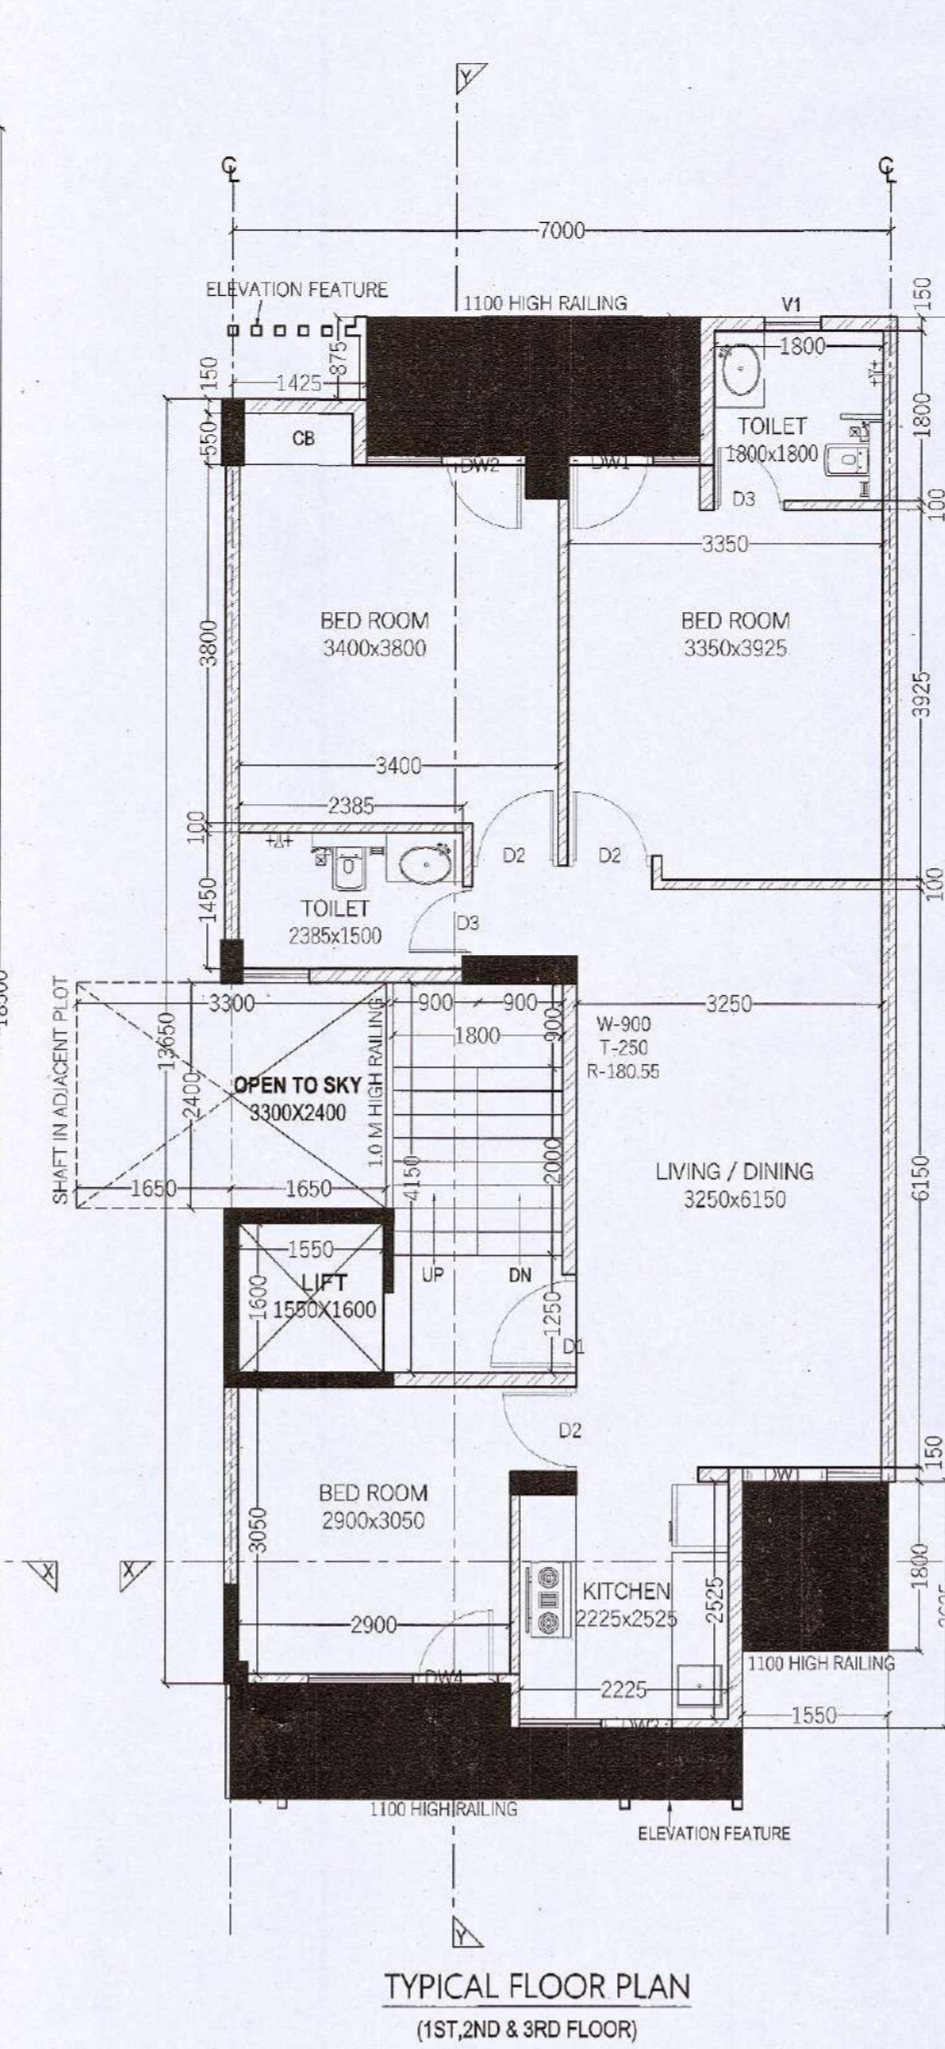 Y
℄
℄
7000
ELEVATION FEATURE
1100 HIGH RAILING
V1
150
875
1800
150
1425
550
CB
TOILET
1800x1800
1800
DW2
DW1
D3
100
3350
BED ROOM
3400x3800
BED ROOM
3350x3925
3800
3925
3400
2385
100
D2
D2
1450
TOILET
2385x1500
D3
100
SHAFT IN ADJACENT PLOT
3300
13650
2400
1.0 M HIGH RAILING
900
900
900
1800
3250
W-900
T-250
R-180.55
OPEN TO SKY
3300X2400
4150
2000
1650
1650
LIVING / DINING
3250x6150
6150
1550
UP
DN
1600
LIFT
1550X1600
1250
D1
D2
150
DW1
BED ROOM
2900x3050
3050
X
X
KITCHEN
2225x2525
2525
1800
2900
DW4
2225
1100 HIGH RAILING
1550
1100 HIGH RAILING
ELEVATION FEATURE
Y
TYPICAL FLOOR PLAN
(1ST,2ND & 3RD FLOOR)